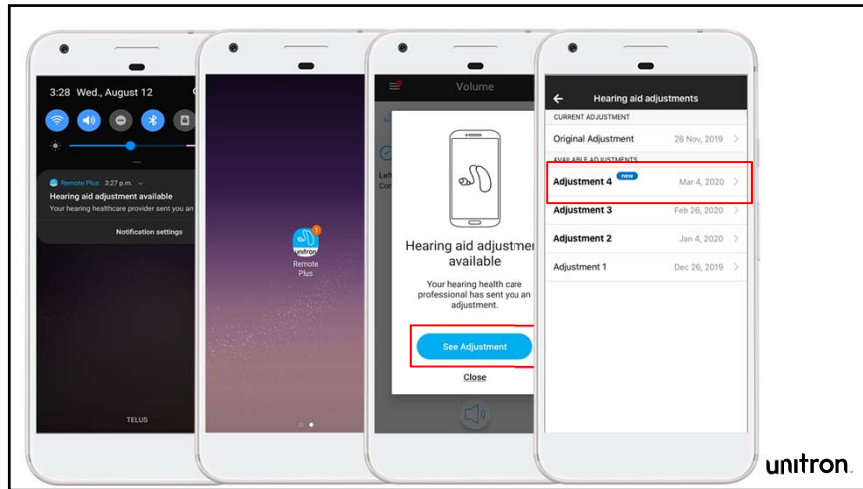 3:28 Wed., August 12
Remote Plus 3:27 p.m.
Hearing aid adjustment available
Your hearing healthcare provider sent you an
Notification settings
TELUS
unitron
1
Remote
Plus
Volume
Hearing aid adjustmen
available
Your hearing health care
professional has sent you an
adjustment.
See Adjustment
Close
Hearing aid adjustments
CURRENT ADJUSTMENT
Original Adjustment 26 Nov, 2019
AVAILABLE ADJUSTMENTS
Adjustment 4 new Mar 4, 2020
Adjustment 3 Feb 26, 2020
Adjustment 2 Jan 4, 2020
Adjustment 1 Dec 26, 2019
unitron